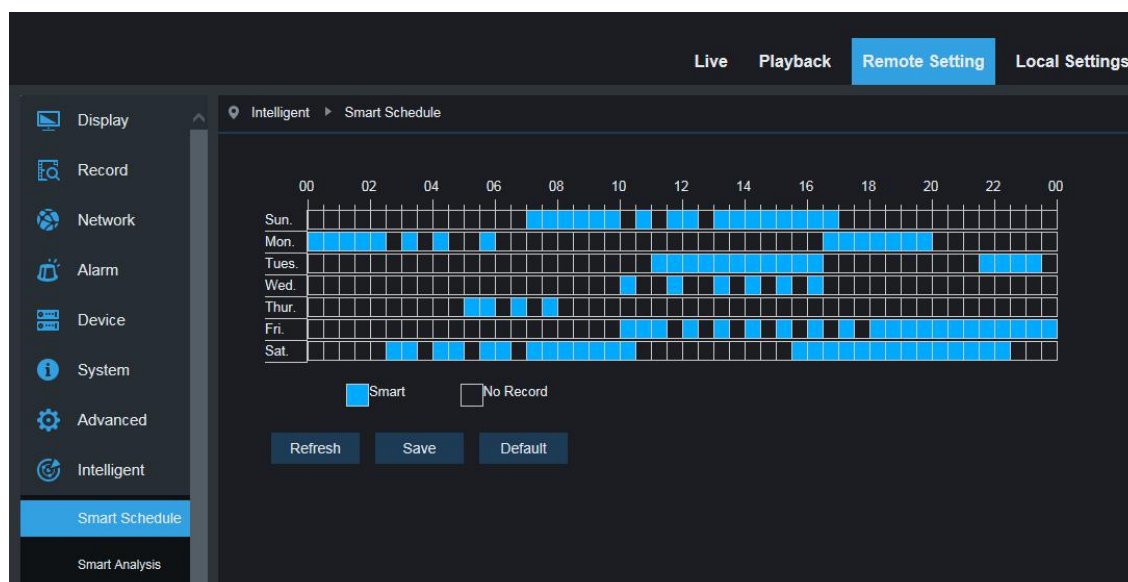 Live Playback Remote Setting Local Settings
Display
Record
Network
Alarm
Device
System
Advanced
Intelligent
Smart Schedule
Smart Analysis
Intelligent Smart Schedule
00 02 04 06 08 10 12 14 16 18 20 22 00
Sun.
Mon.
Tues.
Wed.
Thur.
Fri.
Sat.
Smart No Record
Refresh Save Default